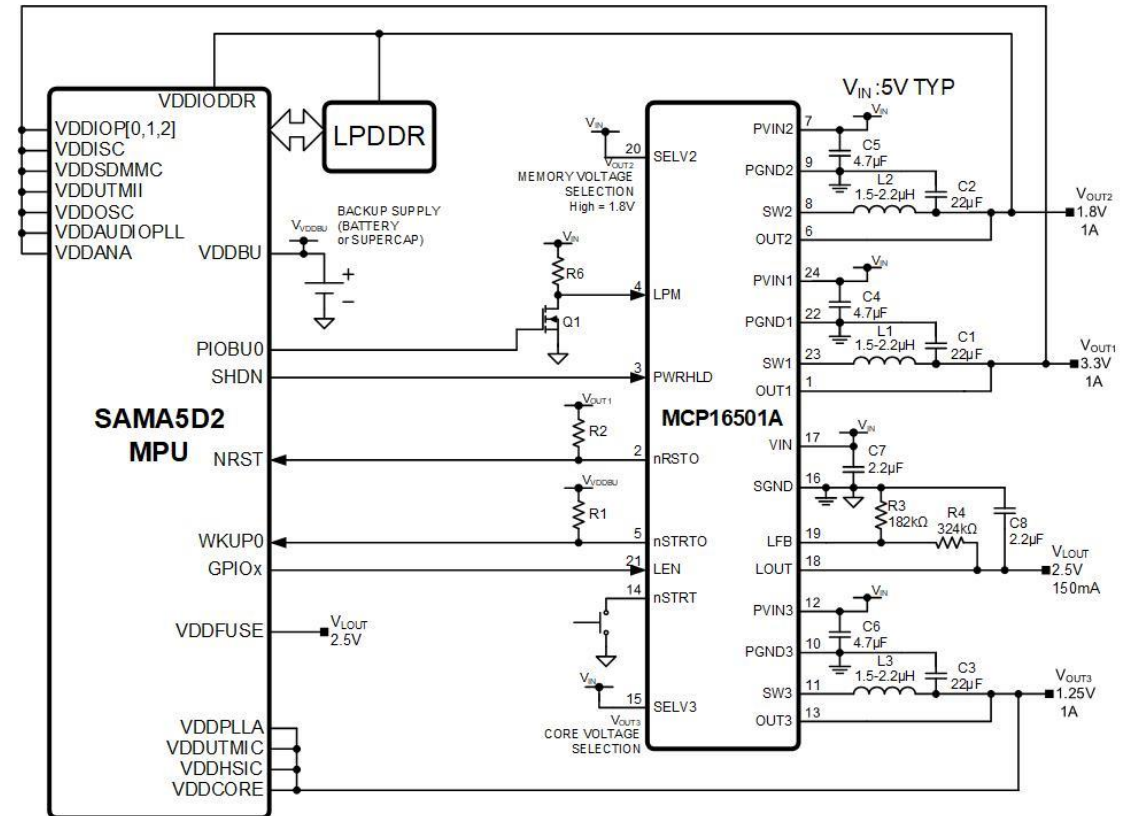 VDDIODDR
VDDIOP[0,1,2]
VDDISC
VDDSDMMC
VDDUTMII
VDDOSC
VDDAUDIOPLL
VDDANA
VDDBU
PIOBU0
SHDN
SAMA5D2
MPU
NRST
WKUP0
GPIOx
VDDFUSE
VDDPLLA
VDDUTMIC
VDDHSIC
VDDCORE
LPDDR
VVDDBU
BACKUP SUPPLY
(BATTERY
or SUPERCAP)
+
−
VLOUT
2.5V
VIN
VOUT2
MEMORY VOLTAGE
SELECTION
High = 1.8V
VIN
R6
Q1
VOUT1
R2
VVDDBU
R1
VIN
VOUT3
CORE VOLTAGE
SELECTION
20 SELV2
4 LPM
3 PWRHLD
MCP16501A
2 nRSTO
5 nSTRTO
21 LEN
14 nSTRT
15 SELV3
VIN :5V TYP
PVIN2 7
VIN
C5
4.7µF
PGND2 9
L2
1.5-2.2µH
C2
22µF
SW2 8
OUT2 6
VOUT2
1.8V
1A
PVIN1 24
VIN
C4
4.7µF
PGND1 22
L1
1.5-2.2µH
C1
22µF
SW1 23
OUT1 1
VOUT1
3.3V
1A
VIN 17
VIN
C7
2.2µF
SGND 16
R3
182kΩ
R4
324kΩ
C8
2.2µF
LFB 19
LOUT 18
VLOUT
2.5V
150mA
PVIN3 12
VIN
C6
4.7µF
PGND3 10
L3
1.5-2.2µH
C3
22µF
SW3 11
OUT3 13
VOUT3
1.25V
1A